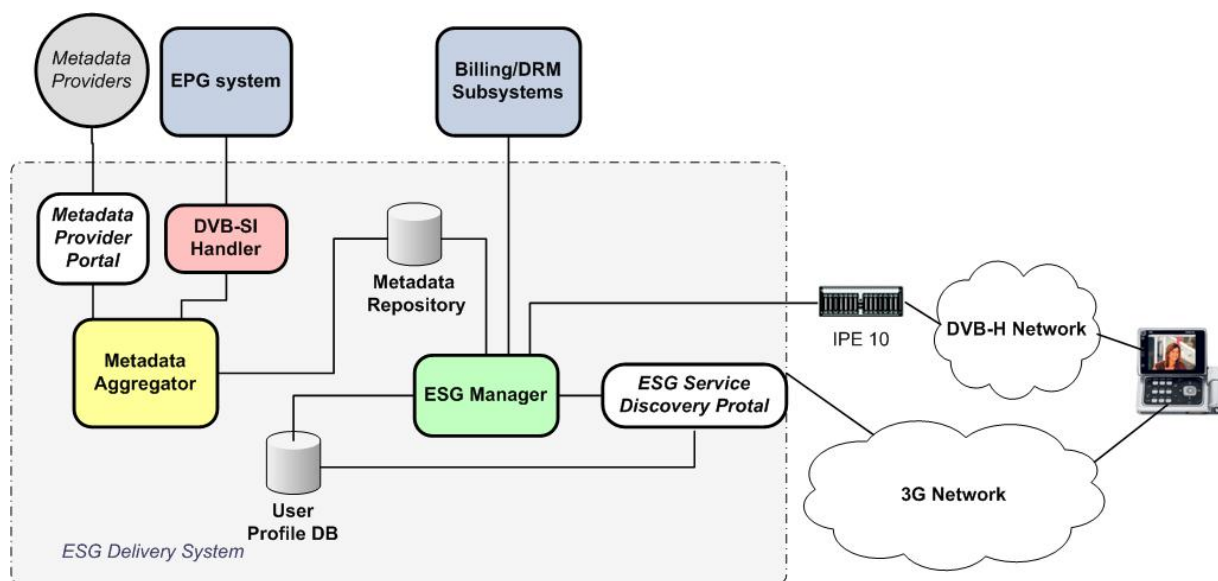 Metadata
Providers
EPG system
Billing/DRM
Subsystems
Metadata
Provider
Portal
DVB-SI
Handler
Metadata
Repository
Metadada
Aggregator
ESG Manager
ESG Service
Discovery Protal
IPE 10
DVB-H Network
3G Network
User
Profile DB
ESG Delivery System